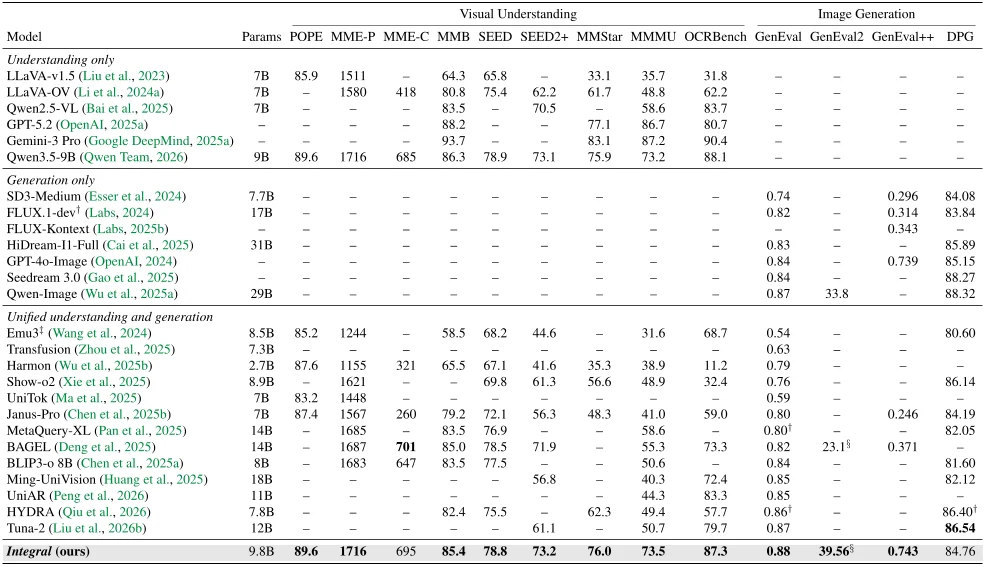 Visual Understanding Image Generation
Model Params POPE MME-P MME-C MMB SEED SEED2+ MMStar MMMU OCRBench GenEval GenEval2 GenEval++ DPG
Understanding only
LLaVA-v1.5 (Liu et al., 2023) 7B 85.9 1511 – 64.3 65.8 – 33.1 35.7 31.8 – – – –
LLaVA-OV (Li et al., 2024a) 7B – 1580 418 80.8 75.4 62.2 61.7 48.8 62.2 – – – –
Qwen2.5-VL (Bai et al., 2025) 7B – – – 83.5 – 70.5 – 58.6 83.7 – – – –
GPT-5.2 (OpenAI, 2025a) – – – – 88.2 – – 77.1 86.7 80.7 – – – –
Gemini-3 Pro (Google DeepMind, 2025a) – – – – 93.7 – – 83.1 87.2 90.4 – – – –
Qwen3.5-9B (Qwen Team, 2026) 9B 89.6 1716 685 86.3 78.9 73.1 75.9 73.2 88.1 – – – –
Generation only
SD3-Medium (Esser et al., 2024) 7.7B – – – – – – – – – 0.74 – 0.296 84.08
FLUX.1-dev† (Labs, 2024) 17B – – – – – – – – – 0.82 – 0.314 83.84
FLUX-Kontext (Labs, 2025b) – – – – – – – – – – – – 0.343 –
HiDream-I1-Full (Cai et al., 2025) 31B – – – – – – – – – 0.83 – – 85.89
GPT-4o-Image (OpenAI, 2024) – – – – – – – – – – 0.84 – 0.739 85.15
Seedream 3.0 (Gao et al., 2025) – – – – – – – – – – 0.84 – – 88.27
Qwen-Image (Wu et al., 2025a) 29B – – – – – – – – – 0.87 33.8 – 88.32
Unified understanding and generation
Emu3‡ (Wang et al., 2024) 8.5B 85.2 1244 – 58.5 68.2 44.6 – 31.6 68.7 0.54 – – 80.60
Transfusion (Zhou et al., 2025) 7.3B – – – – – – – – – 0.63 – – –
Harmon (Wu et al., 2025b) 2.7B 87.6 1155 321 65.5 67.1 41.6 35.3 38.9 11.2 0.79 – – –
Show-o2 (Xie et al., 2025) 8.9B – 1621 – – 69.8 61.3 56.6 48.9 32.4 0.76 – – 86.14
UniTok (Ma et al., 2025) 7B 83.2 1448 – – – – – – – 0.59 – – –
Janus-Pro (Chen et al., 2025b) 7B 87.4 1567 260 79.2 72.1 56.3 48.3 41.0 59.0 0.80 – 0.246 84.19
MetaQuery-XL (Pan et al., 2025) 14B – 1685 – 83.5 76.9 – – 58.6 – 0.80† – – 82.05
BAGEL (Deng et al., 2025) 14B – 1687 701 85.0 78.5 71.9 – 55.3 73.3 0.82 23.1§ 0.371 –
BLIP3-o 8B (Chen et al., 2025a) 8B – 1683 647 83.5 77.5 – – 50.6 – 0.84 – – 81.60
Ming-UniVision (Huang et al., 2025) 18B – – – – – 56.8 – 40.3 72.4 0.85 – – 82.12
UniAR (Peng et al., 2026) 11B – – – – – – – 44.3 83.3 0.85 – – –
HYDRA (Qiu et al., 2026) 7.8B – – – 82.4 75.5 – 62.3 49.4 57.7 0.86† – – 86.40†
Tuna-2 (Liu et al., 2026b) 12B – – – – – 61.1 – 50.7 79.7 0.87 – – 86.54
Integral (ours) 9.8B 89.6 1716 695 85.4 78.8 73.2 76.0 73.5 87.3 0.88 39.56§ 0.743 84.76